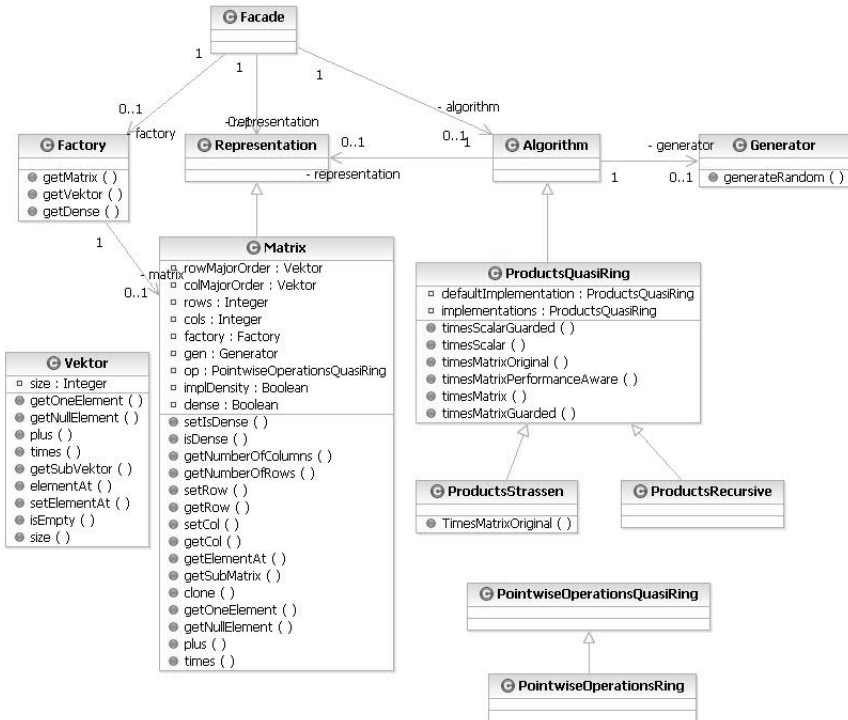 Facade
1
1
1
0..1
- factory
0..1
- representation
- algorithm
0..1
Factory
getMatrix ( )
getVektor ( )
getDense ( )
Representation
0..1
- representation
1
Algorithm
1
- generator
0..1
Generator
generateRandom ( )
1
- matrix
0..1
Matrix
rowMajorOrder : Vektor
colMajorOrder : Vektor
rows : Integer
cols : Integer
factory : Factory
gen : Generator
op : PointwiseOperationsQuasiRing
implDensity : Boolean
dense : Boolean
setIsDense ( )
isDense ( )
getNumberOfColumns ( )
getNumberOfRows ( )
setRow ( )
getRow ( )
setCol ( )
getCol ( )
getElementAt ( )
getSubMatrix ( )
clone ( )
getOneElement ( )
getNullElement ( )
plus ( )
times ( )
Vektor
size : Integer
getOneElement ( )
getNullElement ( )
plus ( )
times ( )
getSubVektor ( )
elementAt ( )
setElementAt ( )
isEmpty ( )
size ( )
ProductsQuasiRing
defaultImplementation : ProductsQuasiRing
implementations : ProductsQuasiRing
timesScalarGuarded ( )
timesScalar ( )
timesMatrixOriginal ( )
timesMatrixPerformanceAware ( )
timesMatrix ( )
timesMatrixGuarded ( )
ProductsStrassen
TimesMatrixOriginal ( )
ProductsRecursive
PointwiseOperationsQuasiRing
PointwiseOperationsRing